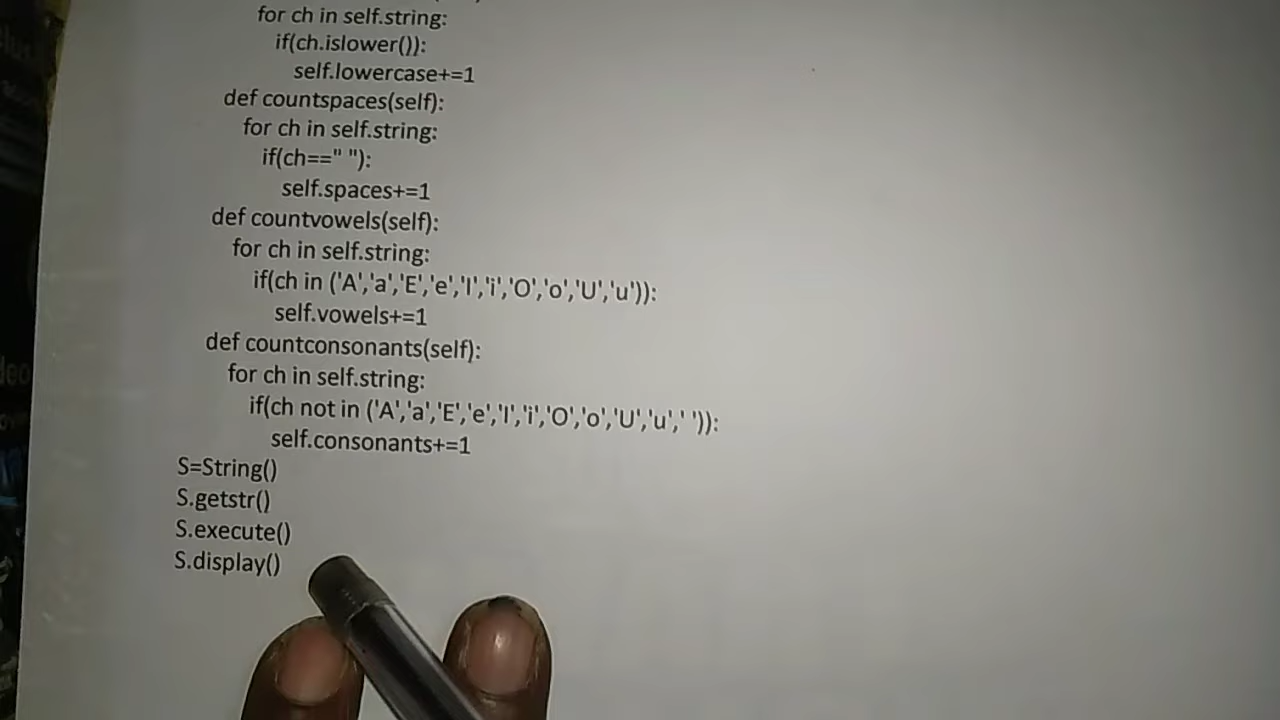 for ch in self.string:
if(ch.islower()):
self.lowercase+=1
def countspaces(self):
for ch in self.string:
if(ch==" "):
self.spaces+=1
def countvowels(self):
for ch in self.string:
if(ch in ('A','a','E','e','I','i','O','o','U','u')):
self.vowels+=1
def countconsonants(self):
for ch in self.string:
if(ch not in ('A','a','E','e','I','i','O','o','U','u',' ')):
self.consonants+=1
S=String()
S.getstr()
S.execute()
S.display()